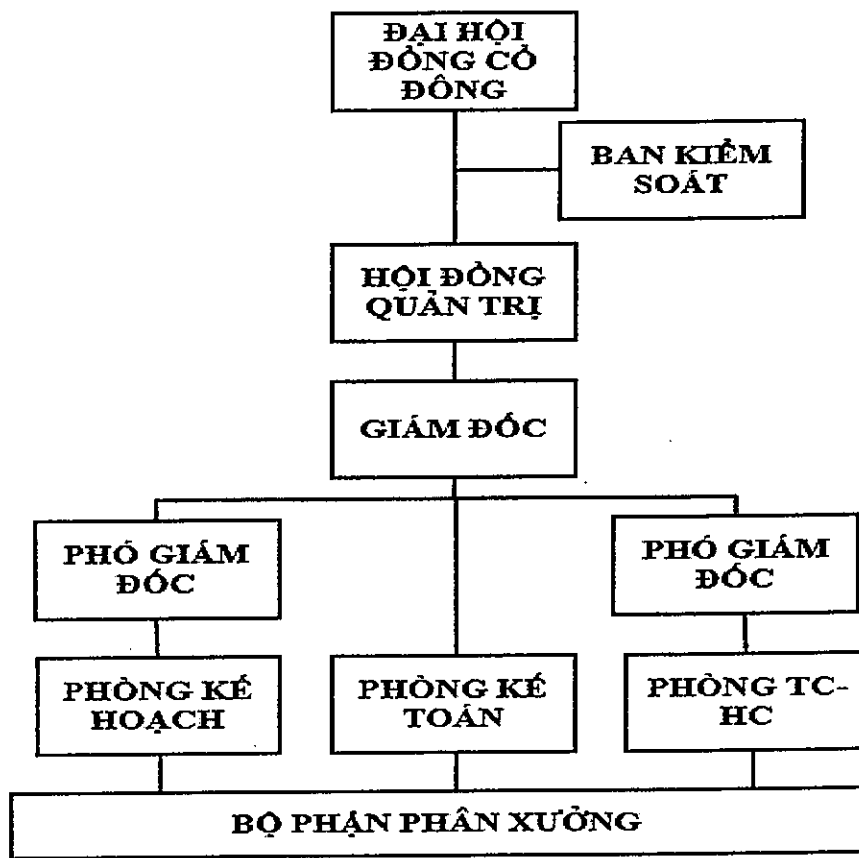 ĐẠI HỘI
ĐỒNG CỔ
ĐÔNG
BAN KIỂM
SOÁT
HỘI ĐỒNG
QUẢN TRỊ
GIÁM ĐỐC
PHÓ GIÁM
ĐỐC
PHÓ GIÁM
ĐỐC
PHÒNG KẾ
HOẠCH
PHÒNG KẾ
TOÁN
PHÒNG TC-
HC
BỘ PHẬN PHÂN XƯỞNG